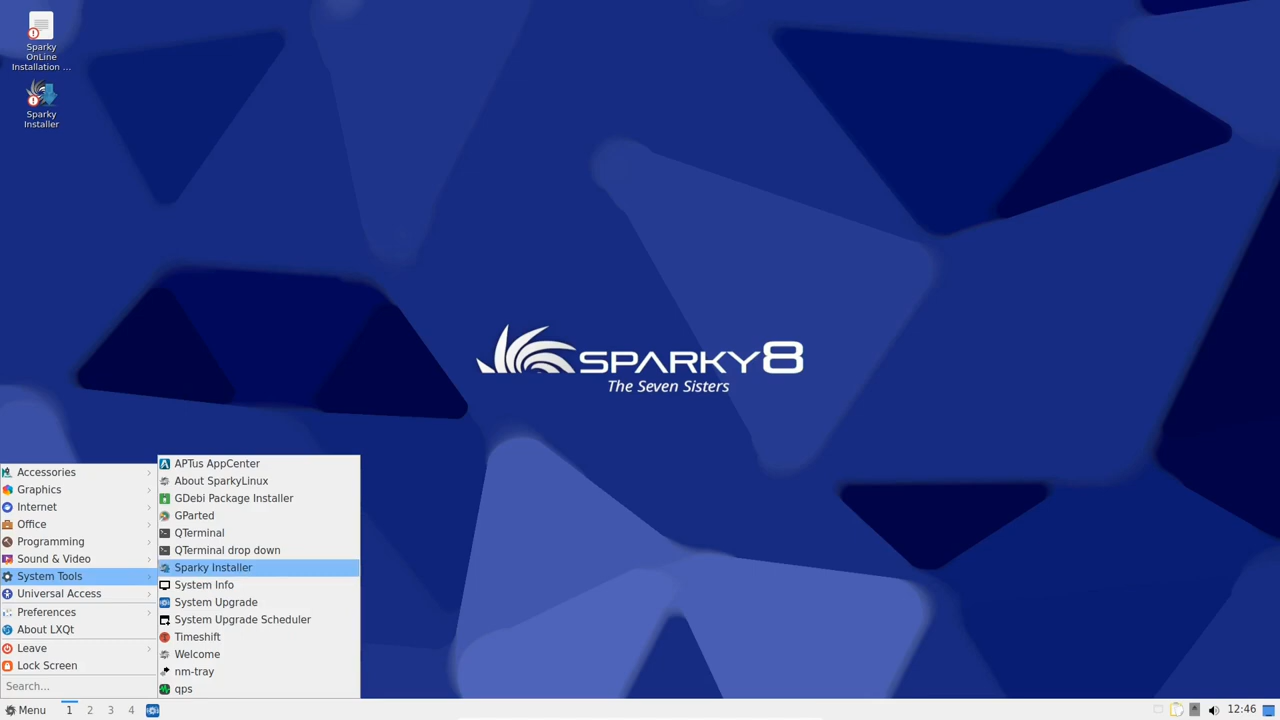 Sparky
OnLine
Installation ...
Sparky
Installer
SPARKY8
The Seven Sisters
Accessories
Graphics
Internet
Office
Programming
Sound & Video
System Tools
Universal Access
Preferences
About LXQt
Leave
Lock Screen
Search...
APTus AppCenter
About SparkyLinux
GDebi Package Installer
GParted
QTerminal
QTerminal drop down
Sparky Installer
System Info
System Upgrade
System Upgrade Scheduler
Timeshift
Welcome
nm-tray
qps
Menu 1 2 3 4 12:46